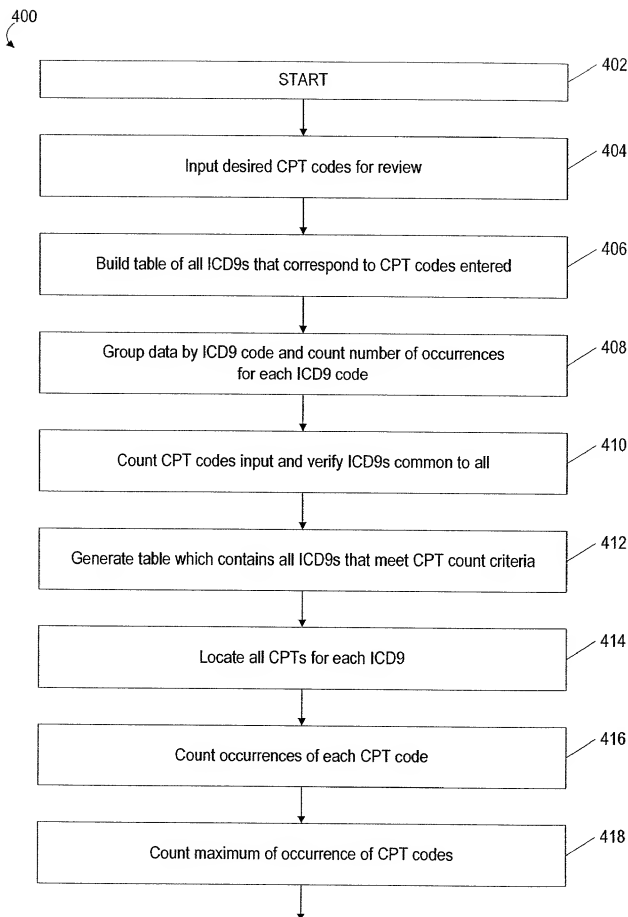 400
START
402
Input desired CPT codes for review
404
Build table of all ICD9s that correspond to CPT codes entered
406
Group data by ICD9 code and count number of occurrences
for each ICD9 code
408
Count CPT codes input and verify ICD9s common to all
410
Generate table which contains all ICD9s that meet CPT count criteria
412
Locate all CPTs for each ICD9
414
Count occurrences of each CPT code
416
Count maximum of occurrence of CPT codes
418